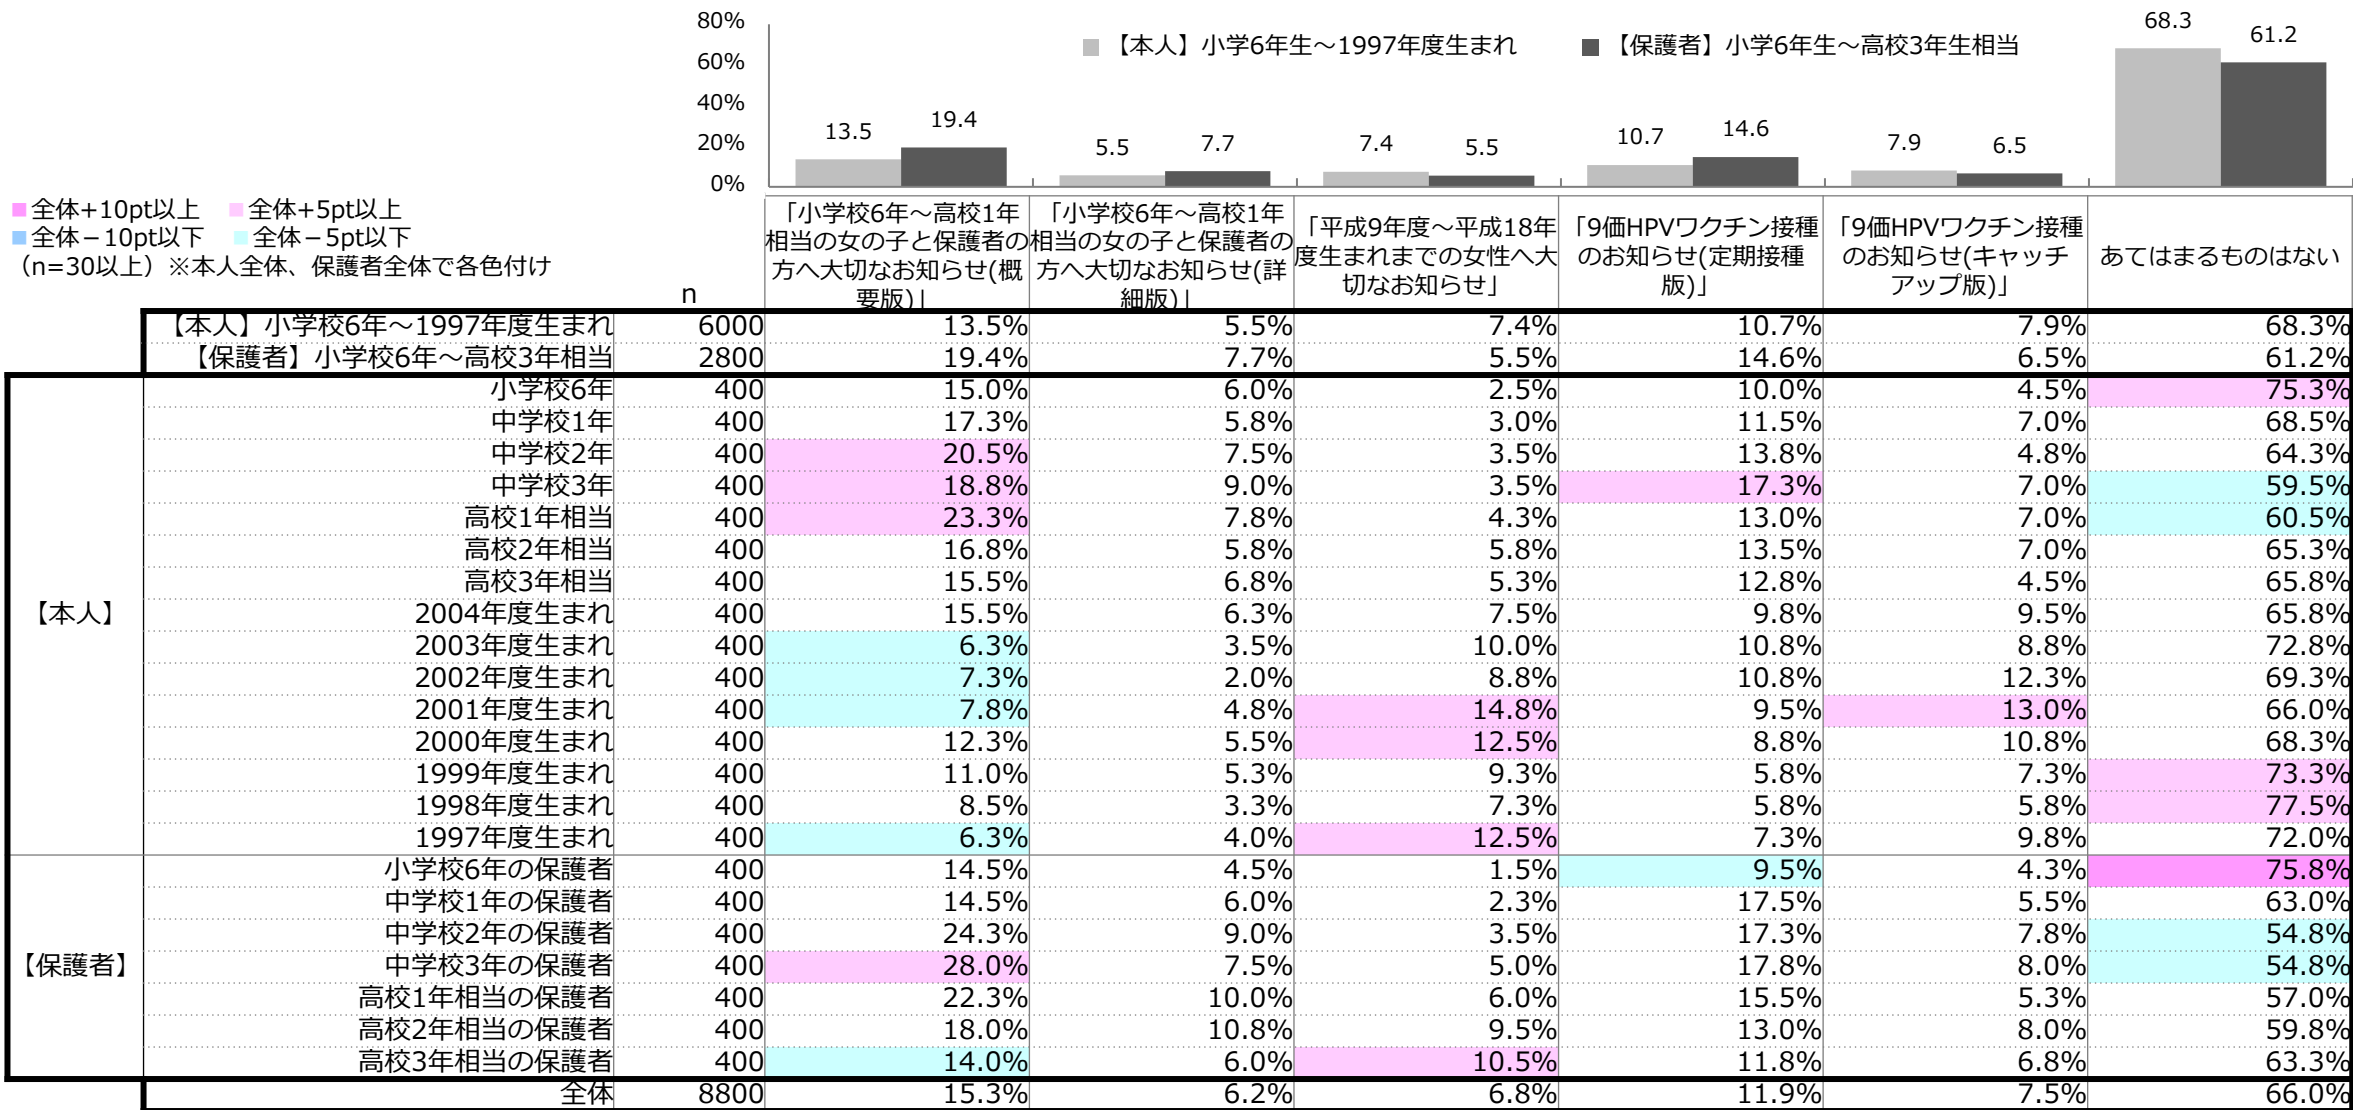 80%
60%
40%
20%
0%
【本人】小学6年生～1997年度生まれ
【保護者】小学6年生～高校3年生相当
13.5 19.4 5.5 7.7 7.4 5.5 10.7 14.6 7.9 6.5 68.3 61.2
全体+10pt以上 全体+5pt以上
全体－10pt以下 全体－5pt以下
（n=30以上）※本人全体、保護者全体で各色付け
n
「小学校6年～高校1年
相当の女の子と保護者の
方へ大切なお知らせ(概
要版)」
「小学校6年～高校1年
相当の女の子と保護者の
方へ大切なお知らせ(詳
細版)」
「平成9年度～平成18年
度生まれまでの女性へ大
切なお知らせ」
「9価HPVワクチン接種
のお知らせ(定期接種
版)」
「9価HPVワクチン接種
のお知らせ(キャッチ
アップ版)」
あてはまるものはない
【本人】小学校6年～1997年度生まれ 6000 13.5% 5.5% 7.4% 10.7% 7.9% 68.3%
【保護者】小学校6年～高校3年相当 2800 19.4% 7.7% 5.5% 14.6% 6.5% 61.2%
【本人】
小学校6年 400 15.0% 6.0% 2.5% 10.0% 4.5% 75.3%
中学校1年 400 17.3% 5.8% 3.0% 11.5% 7.0% 68.5%
中学校2年 400 20.5% 7.5% 3.5% 13.8% 4.8% 64.3%
中学校3年 400 18.8% 9.0% 3.5% 17.3% 7.0% 59.5%
高校1年相当 400 23.3% 7.8% 4.3% 13.0% 7.0% 60.5%
高校2年相当 400 16.8% 5.8% 5.8% 13.5% 7.0% 65.3%
高校3年相当 400 15.5% 6.8% 5.3% 12.8% 4.5% 65.8%
2004年度生まれ 400 15.5% 6.3% 7.5% 9.8% 9.5% 65.8%
2003年度生まれ 400 6.3% 3.5% 10.0% 10.8% 8.8% 72.8%
2002年度生まれ 400 7.3% 2.0% 8.8% 10.8% 12.3% 69.3%
2001年度生まれ 400 7.8% 4.8% 14.8% 9.5% 13.0% 66.0%
2000年度生まれ 400 12.3% 5.5% 12.5% 8.8% 10.8% 68.3%
1999年度生まれ 400 11.0% 5.3% 9.3% 5.8% 7.3% 73.3%
1998年度生まれ 400 8.5% 3.3% 7.3% 5.8% 5.8% 77.5%
1997年度生まれ 400 6.3% 4.0% 12.5% 7.3% 9.8% 72.0%
【保護者】
小学校6年の保護者 400 14.5% 4.5% 1.5% 9.5% 4.3% 75.8%
中学校1年の保護者 400 14.5% 6.0% 2.3% 17.5% 5.5% 63.0%
中学校2年の保護者 400 24.3% 9.0% 3.5% 17.3% 7.8% 54.8%
中学校3年の保護者 400 28.0% 7.5% 5.0% 17.8% 8.0% 54.8%
高校1年相当の保護者 400 22.3% 10.0% 6.0% 15.5% 5.3% 57.0%
高校2年相当の保護者 400 18.0% 10.8% 9.5% 13.0% 8.0% 59.8%
高校3年相当の保護者 400 14.0% 6.0% 10.5% 11.8% 6.8% 63.3%
全体 8800 15.3% 6.2% 6.8% 11.9% 7.5% 66.0%